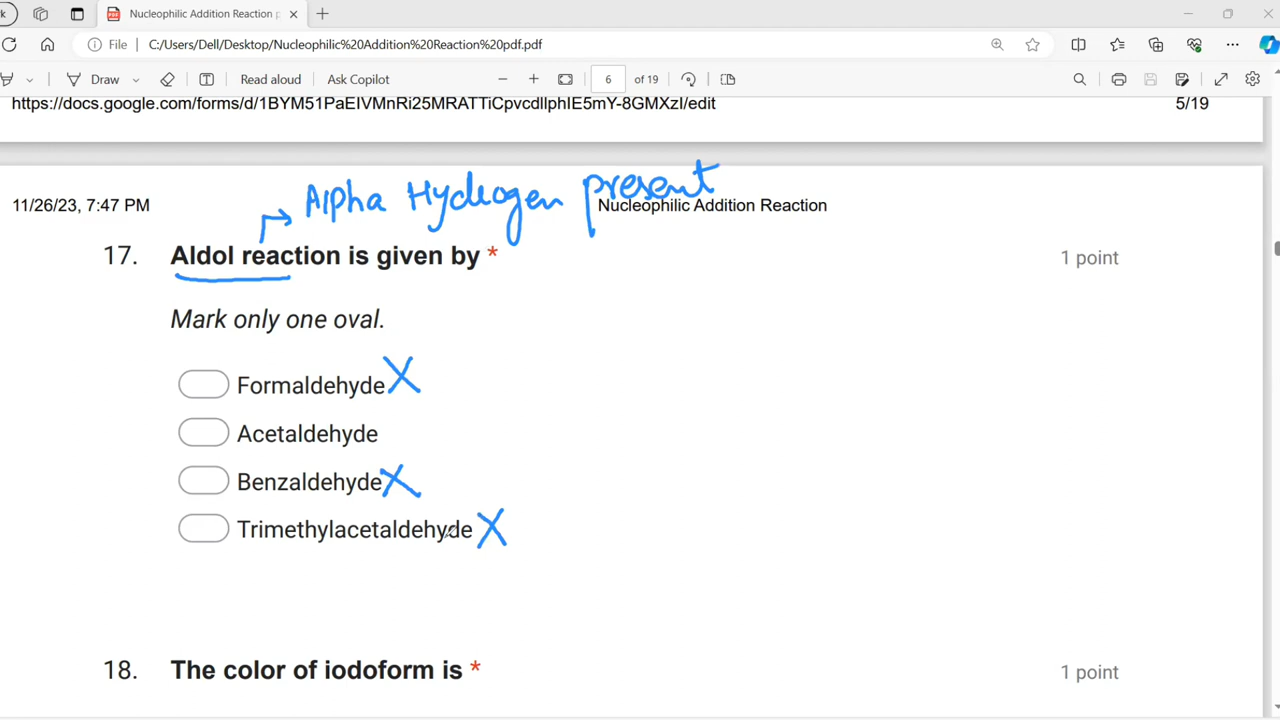 Nucleophilic Addition Reaction p
File
C:/Users/Dell/Desktop/Nucleophilic%20Addition%20Reaction%20pdf.pdf
Draw
Read aloud
Ask Copilot
6
of 19
https://docs.google.com/forms/d/1BYM51PaEIVMnRi25MRATTiCpvcdllphIE5mY-8GMXzI/edit
5/19
Alpha Hydrogen present
11/26/23, 7:47 PM
Nucleophilic Addition Reaction
17. Aldol reaction is given by *
1 point
Mark only one oval.
Formaldehyde X
Acetaldehyde
Benzaldehyde X
Trimethylacetaldehyde X
18. The color of iodoform is *
1 point